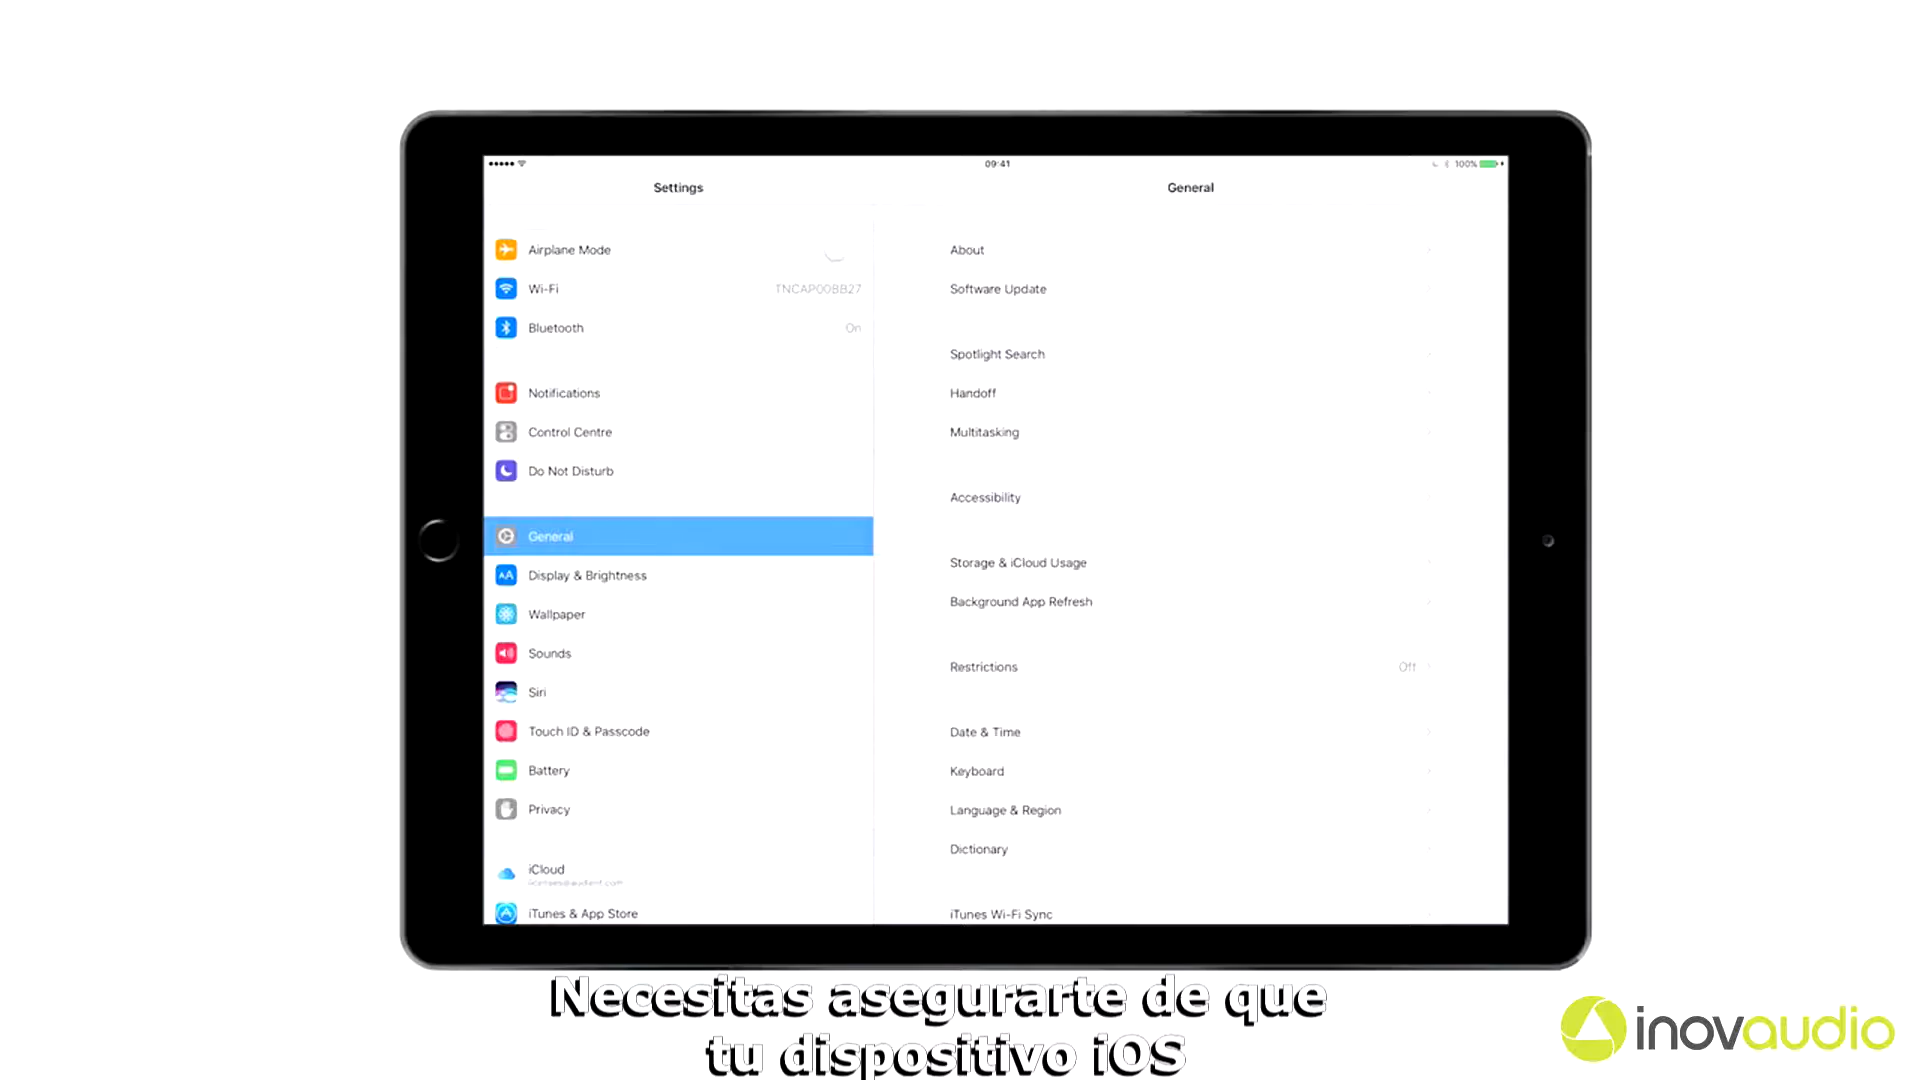 09:41
100%
Settings
General
Airplane Mode
Wi-Fi
TNCAP00BB27
Bluetooth
On
Notifications
Control Centre
Do Not Disturb
General
Display & Brightness
Wallpaper
Sounds
Siri
Touch ID & Passcode
Battery
Privacy
iCloud
iTunes & App Store
About
Software Update
Spotlight Search
Handoff
Multitasking
Accessibility
Storage & iCloud Usage
Background App Refresh
Restrictions
Off
Date & Time
Keyboard
Language & Region
Dictionary
iTunes Wi-Fi Sync
Necesitas asegurarte de que
tu dispositivo iOS
inovaudio